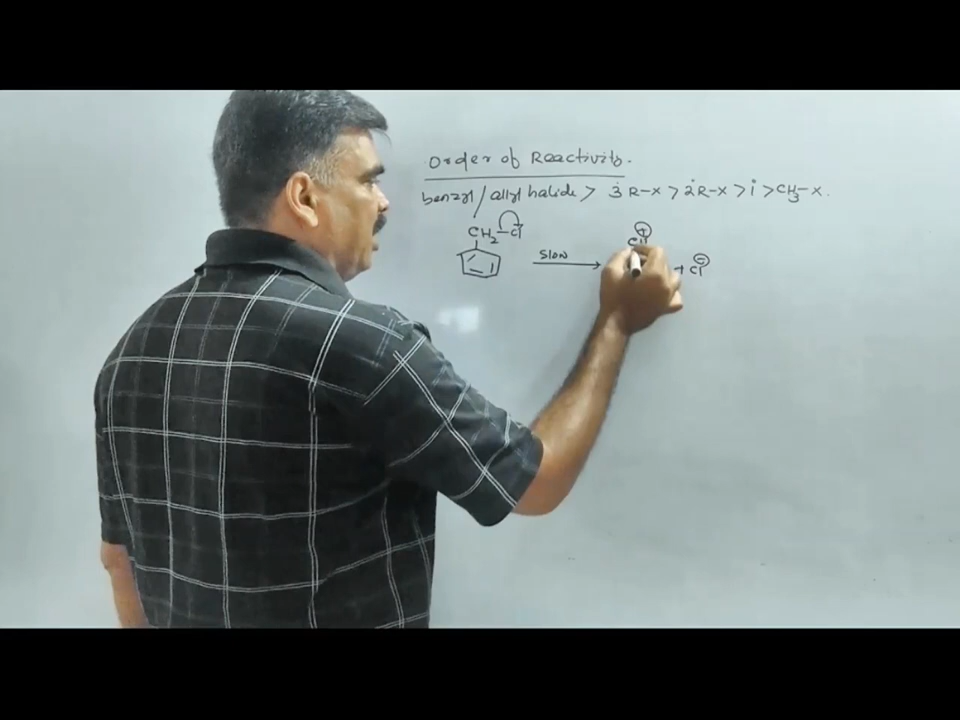 Order of Reactivity.
benzyl / allyl halide > 3° R-X > 2° R-X > 1° > CH₃-X.
CH₂-Cl
slow
+ Cl⊖